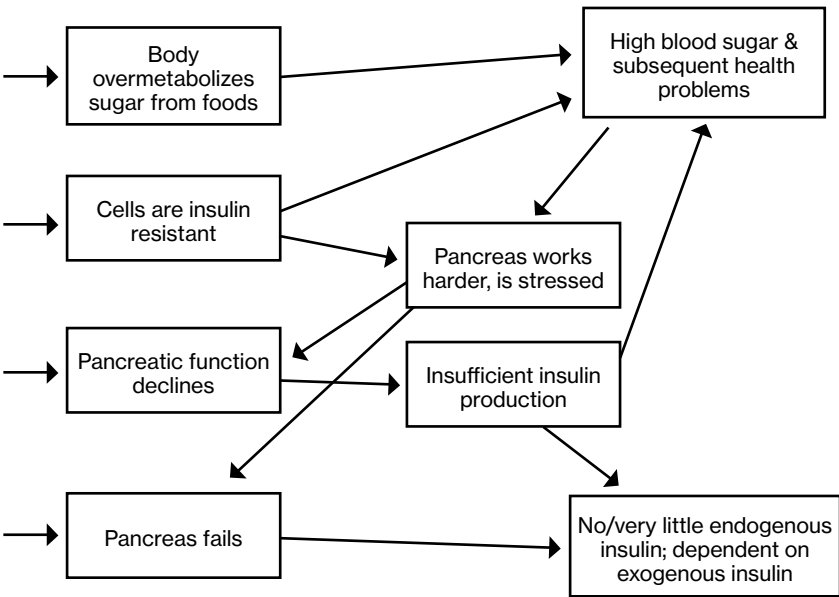 Body
overmetabolizes
sugar from foods
High blood sugar &
subsequent health
problems
Cells are insulin
resistant
Pancreas works
harder, is stressed
Pancreatic function
declines
Insufficient insulin
production
Pancreas fails
No/very little endogenous
insulin; dependent on
exogenous insulin